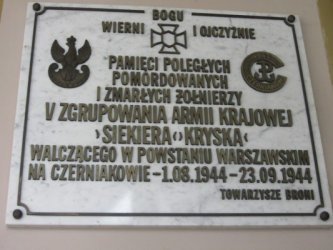 BOGU
WIERNI I OJCZYŹNIE
PAMIĘCI POLEGŁYCH
POMORDOWANYCH
I ZMARŁYCH ŻOŁNIERZY
V ZGRUPOWANIA ARMII KRAJOWEJ
›SIEKIERA‹›KRYSKA‹
WALCZĄCEGO W POWSTANIU WARSZAWSKIM
NA CZERNIAKOWIE – 1.08.1944 – 23.09.1944
TOWARZYSZE BRONI